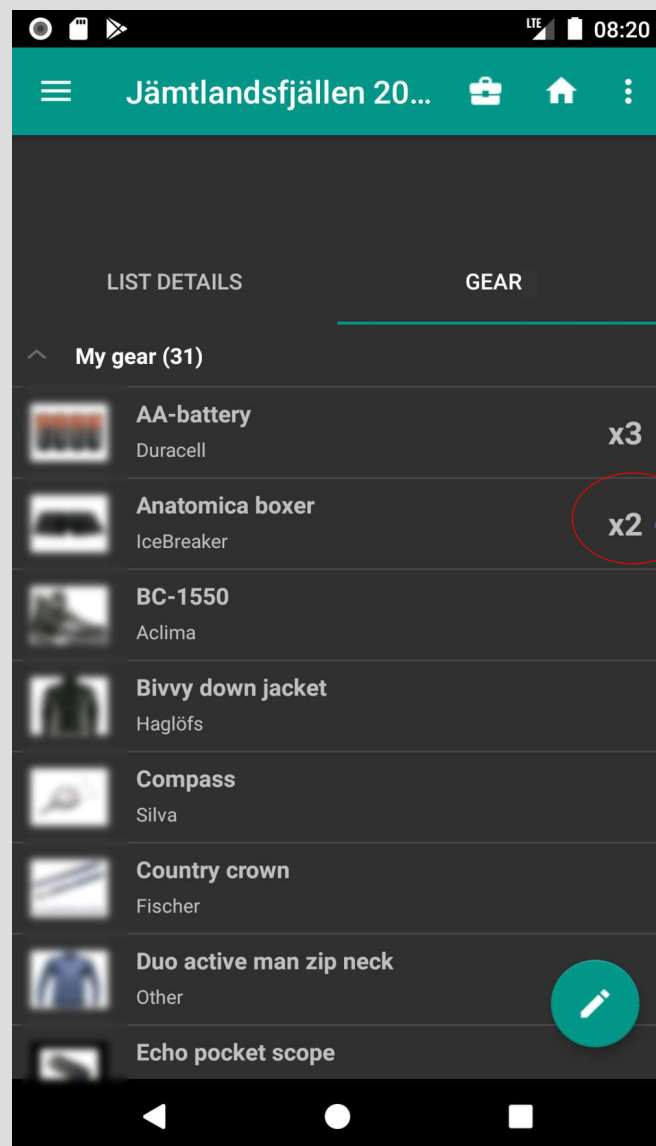 LTE 08:20
Jämtlandsfjällen 20...
LIST DETAILS GEAR
My gear (31)
AA-battery
Duracell
x3
Anatomica boxer
IceBreaker
x2
BC-1550
Aclima
Bivvy down jacket
Haglöfs
Compass
Silva
Country crown
Fischer
Duo active man zip neck
Other
Echo pocket scope